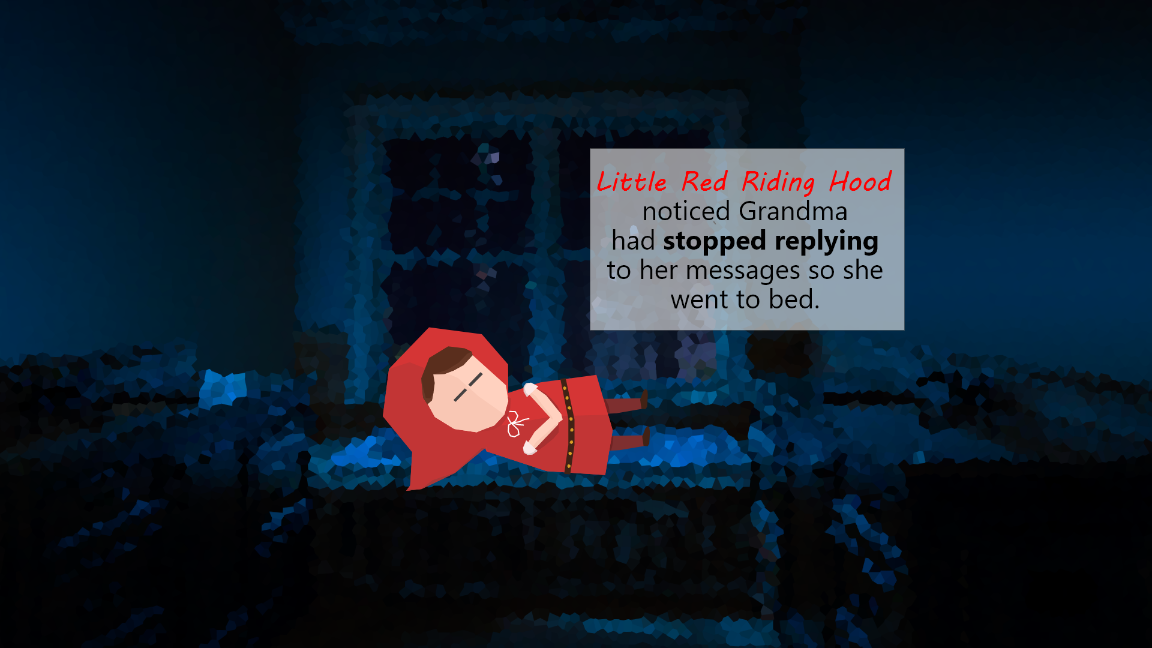 Little Red Riding Hood
noticed Grandma
had stopped replying
to her messages so she
went to bed.